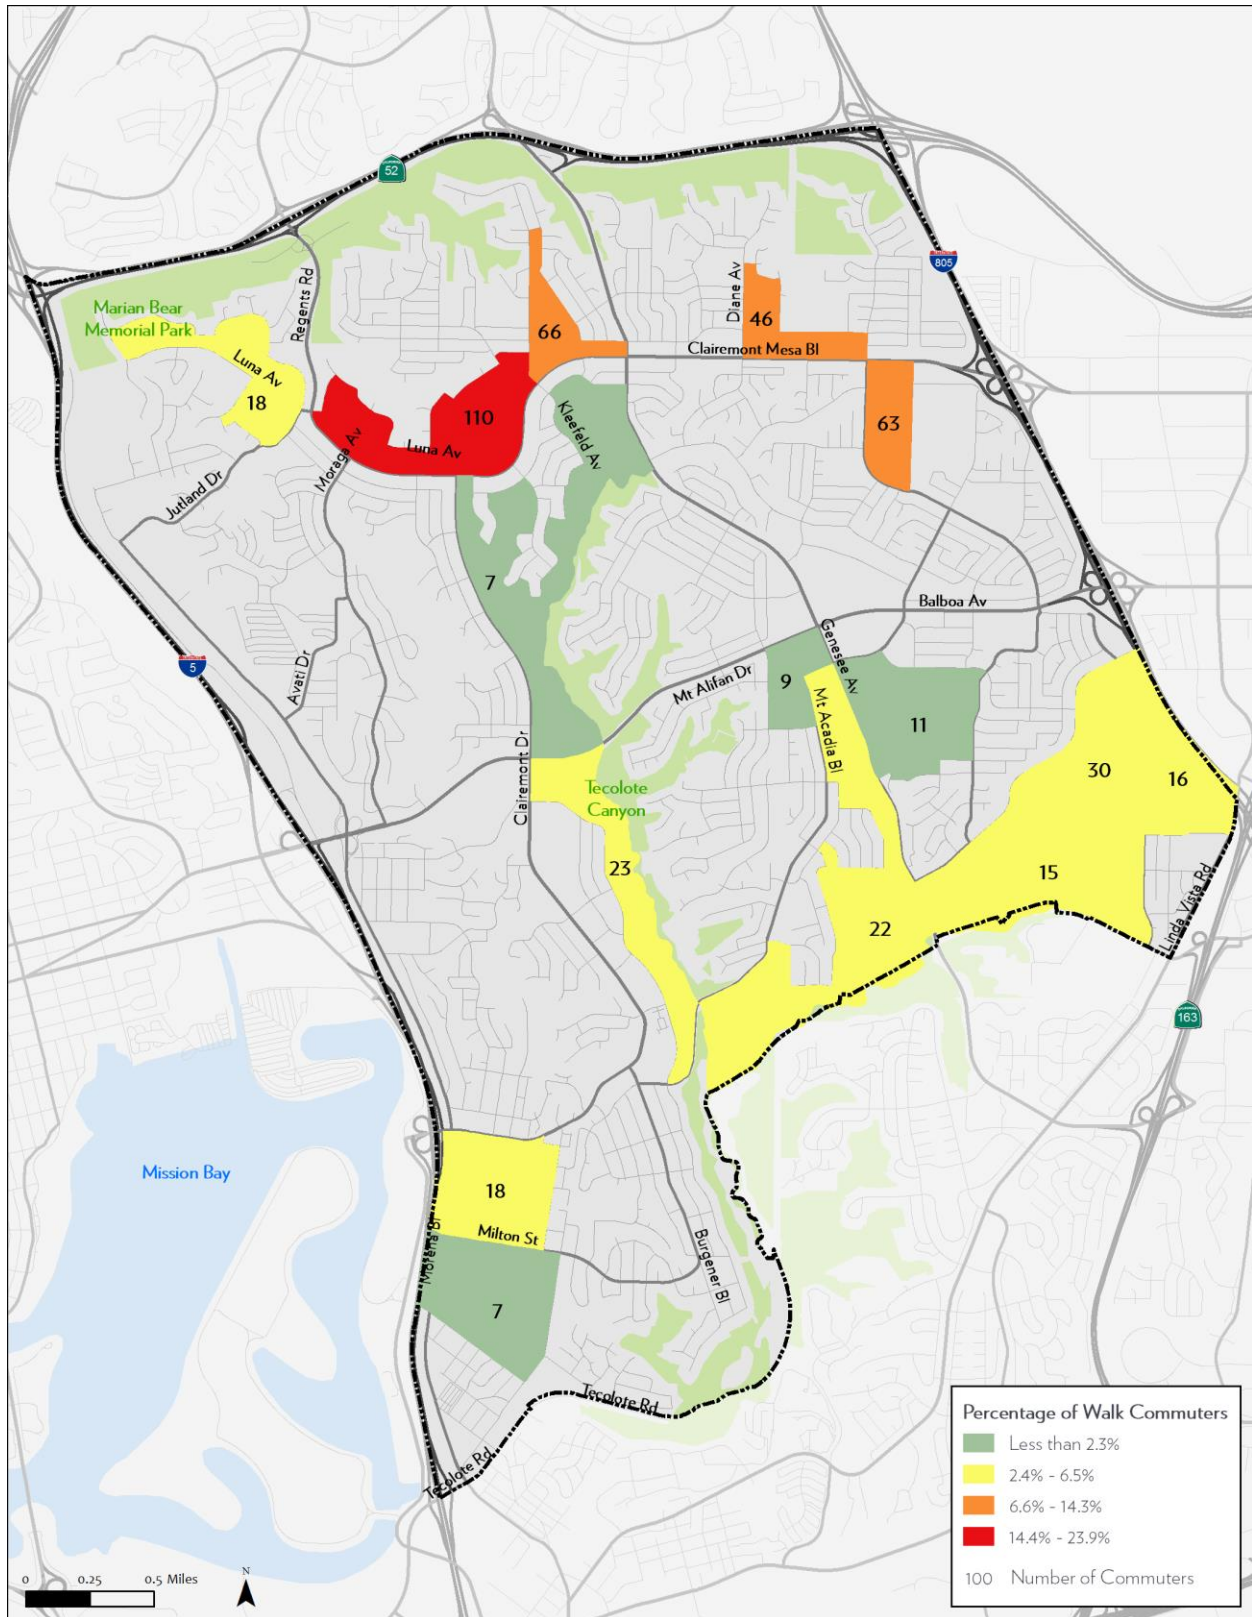 52
805
Marian Bear
Memorial Park
Regents Rd
Diane Av
46
66
Clairemont Mesa Bl
Luna Av
18
110
Kleefeld Av
63
Luna Av
Moraga Av
Jutland Dr
7
Balboa Av
Genesee Av
5
Avati Dr
Mt Alifan Dr
9
Mt Acadia Bl
11
Clairemont Dr
30
16
Tecolote
Canyon
23
15
Linda Vista Rd
22
163
Mission Bay
18
Milton St
Morena Bl
Burgener Bl
7
Tecolote Rd
Tecolote Rd
Percentage of Walk Commuters
Less than 2.3%
2.4% - 6.5%
6.6% - 14.3%
14.4% - 23.9%
100 Number of Commuters
0 0.25 0.5 Miles
N